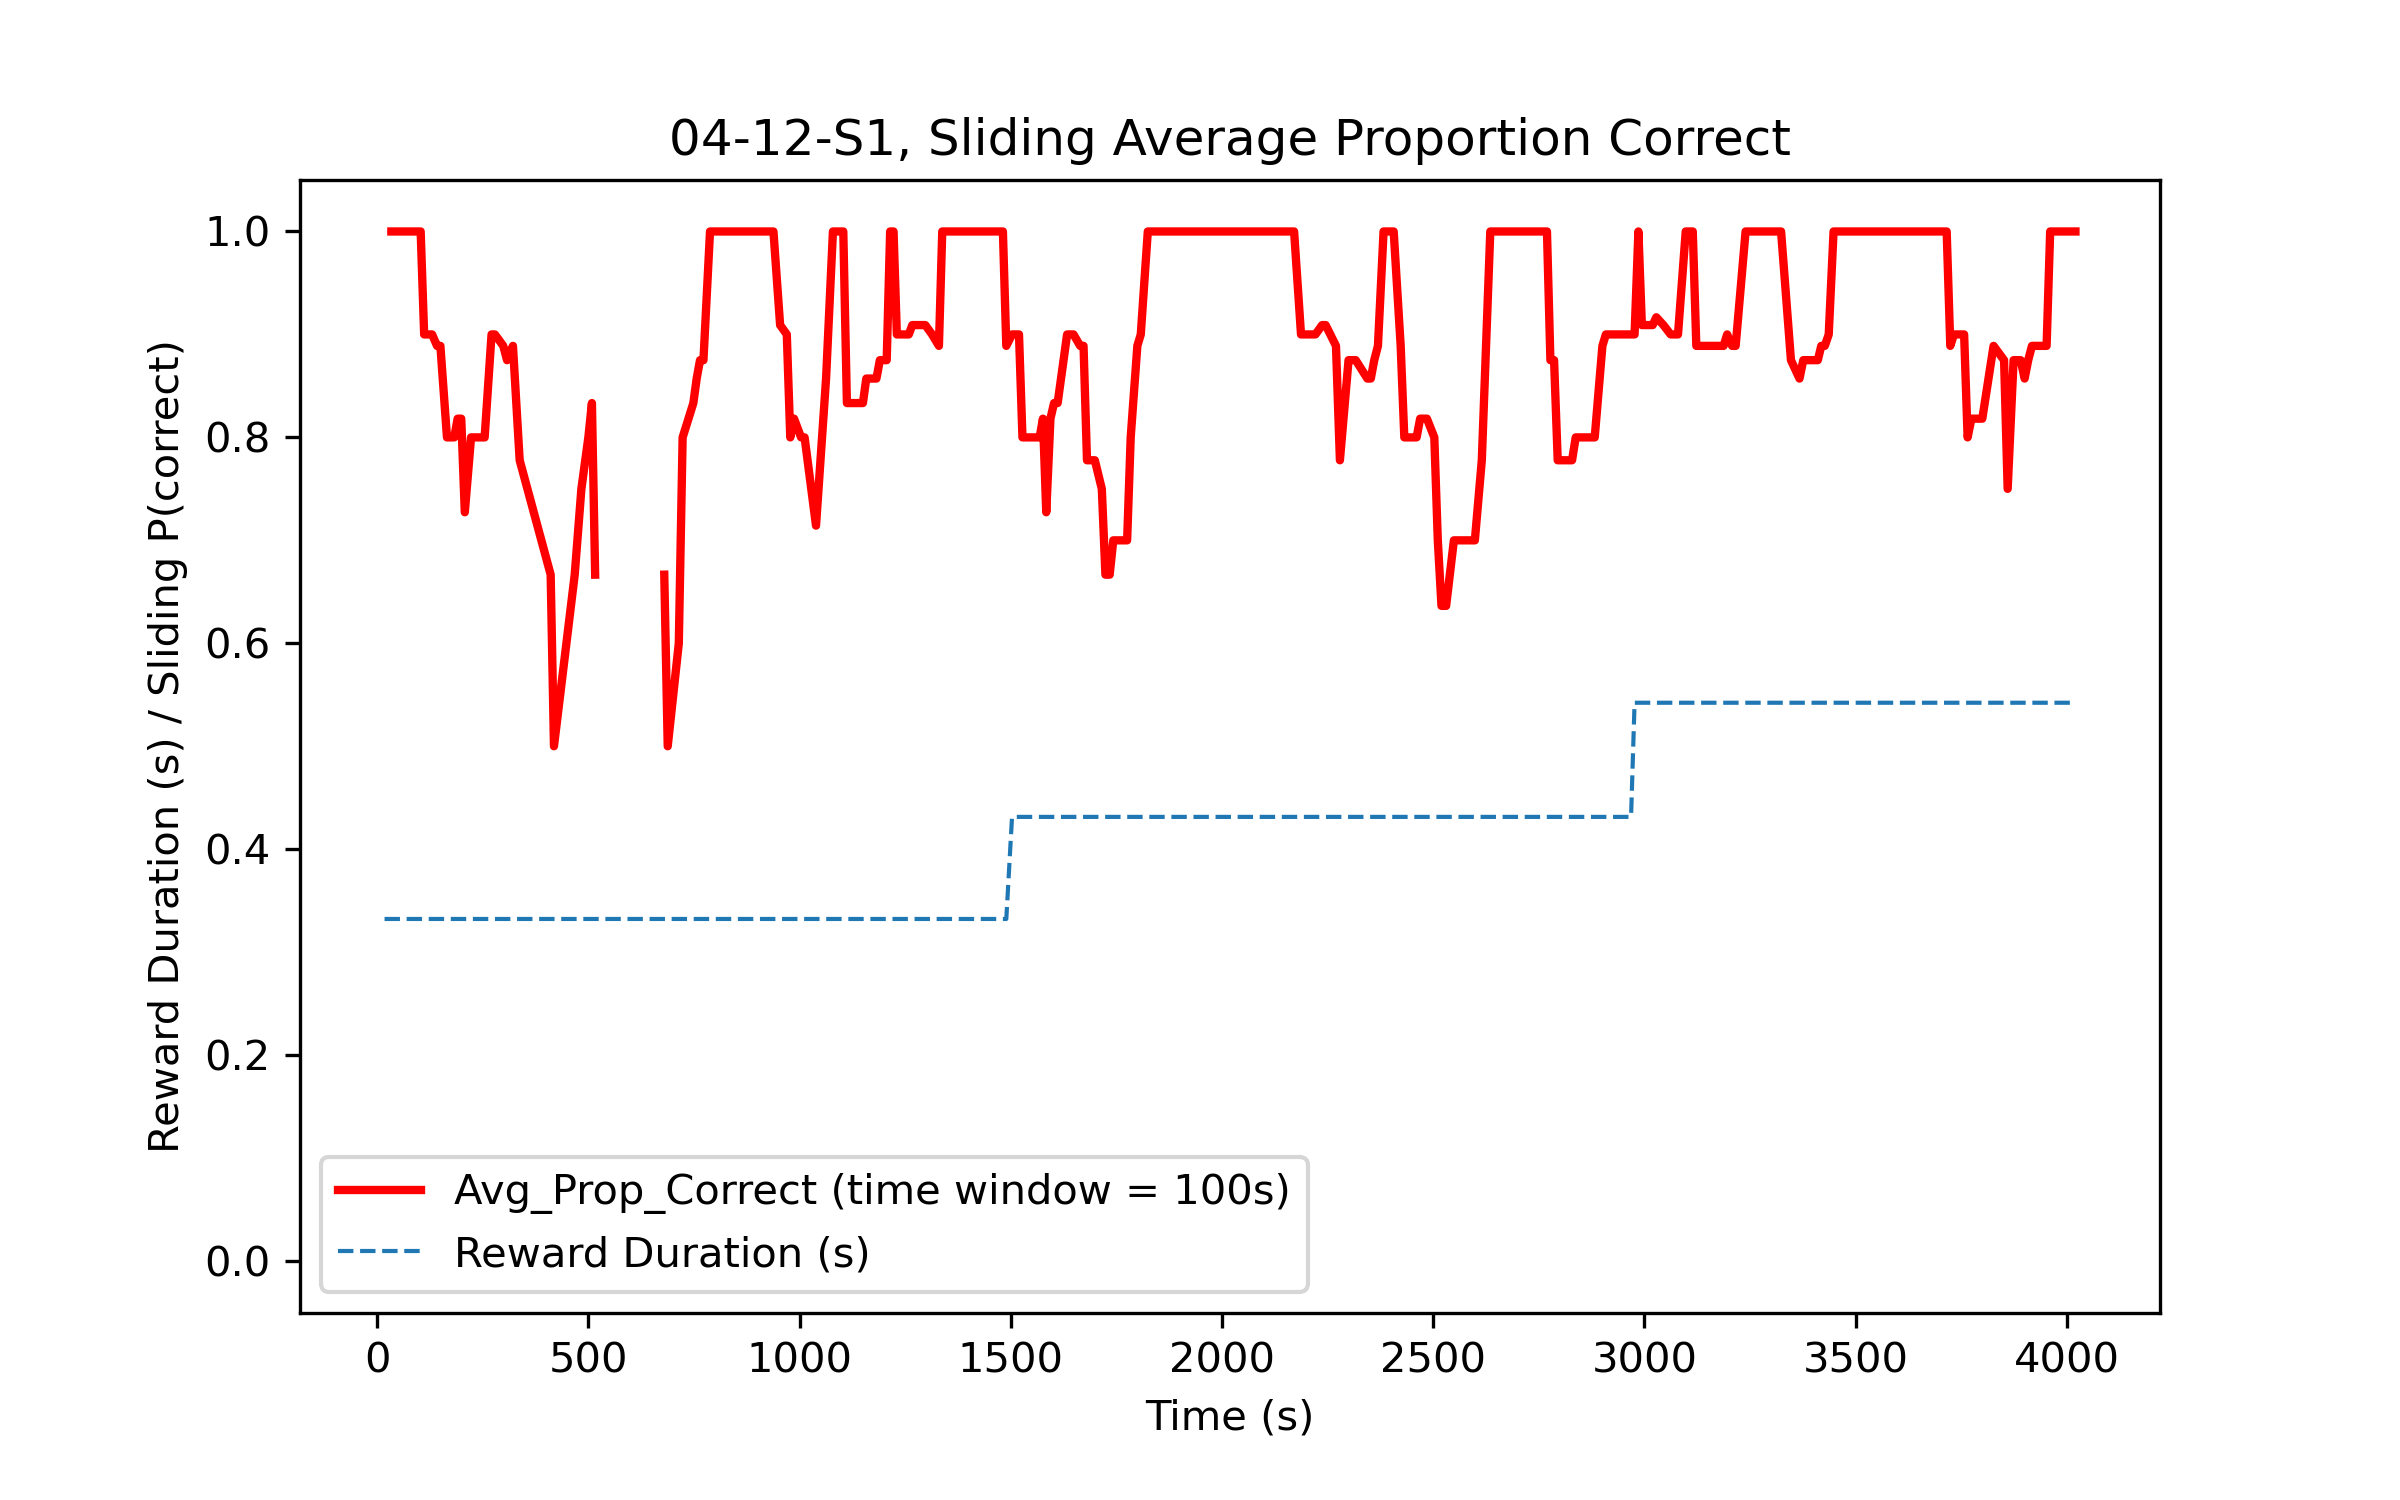 04-12-S1, Sliding Average Proportion Correct
Reward Duration (s) / Sliding P(correct)
1.0
0.8
0.6
0.4
0.2
0.0
Avg_Prop_Correct (time window = 100s)
Reward Duration (s)
0 500 1000 1500 2000 2500 3000 3500 4000
Time (s)